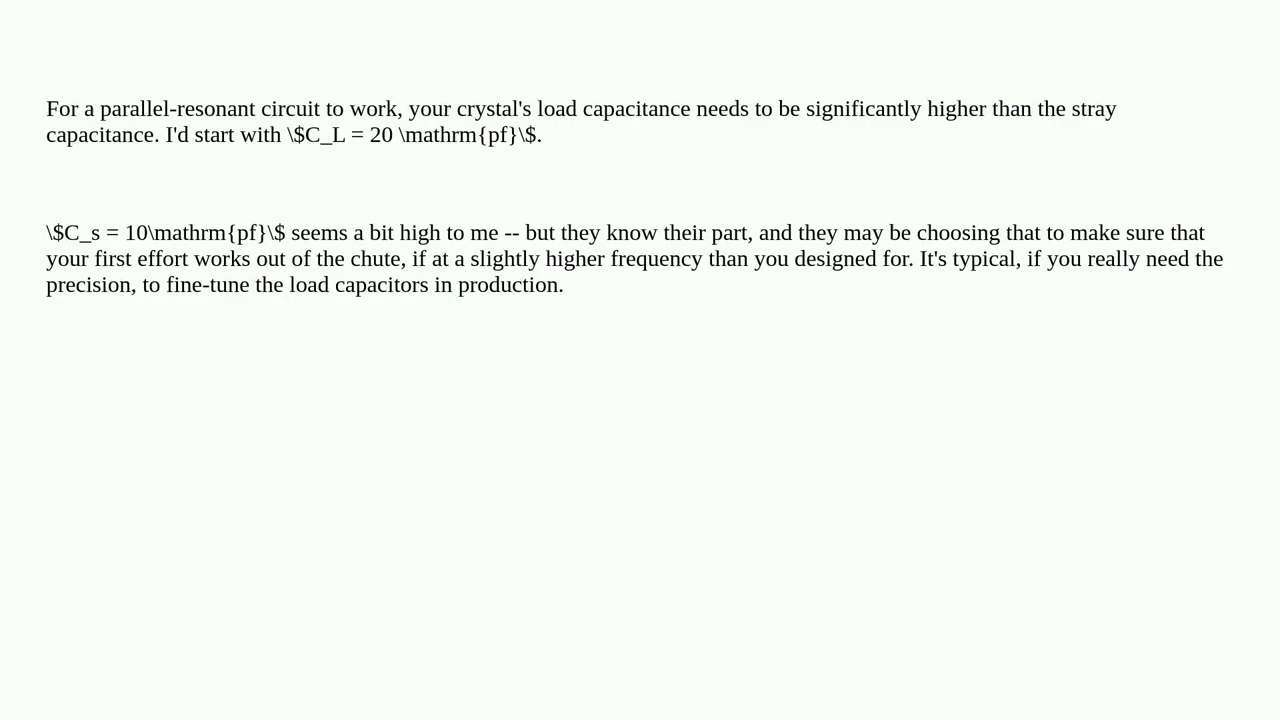 For a parallel-resonant circuit to work, your crystal's load capacitance needs to be significantly higher than the stray
capacitance. I'd start with \$C_L = 20 \mathrm{pf}\$.
\$C_s = 10\mathrm{pf}\$ seems a bit high to me -- but they know their part, and they may be choosing that to make sure that
your first effort works out of the chute, if at a slightly higher frequency than you designed for. It's typical, if you really need the
precision, to fine-tune the load capacitors in production.